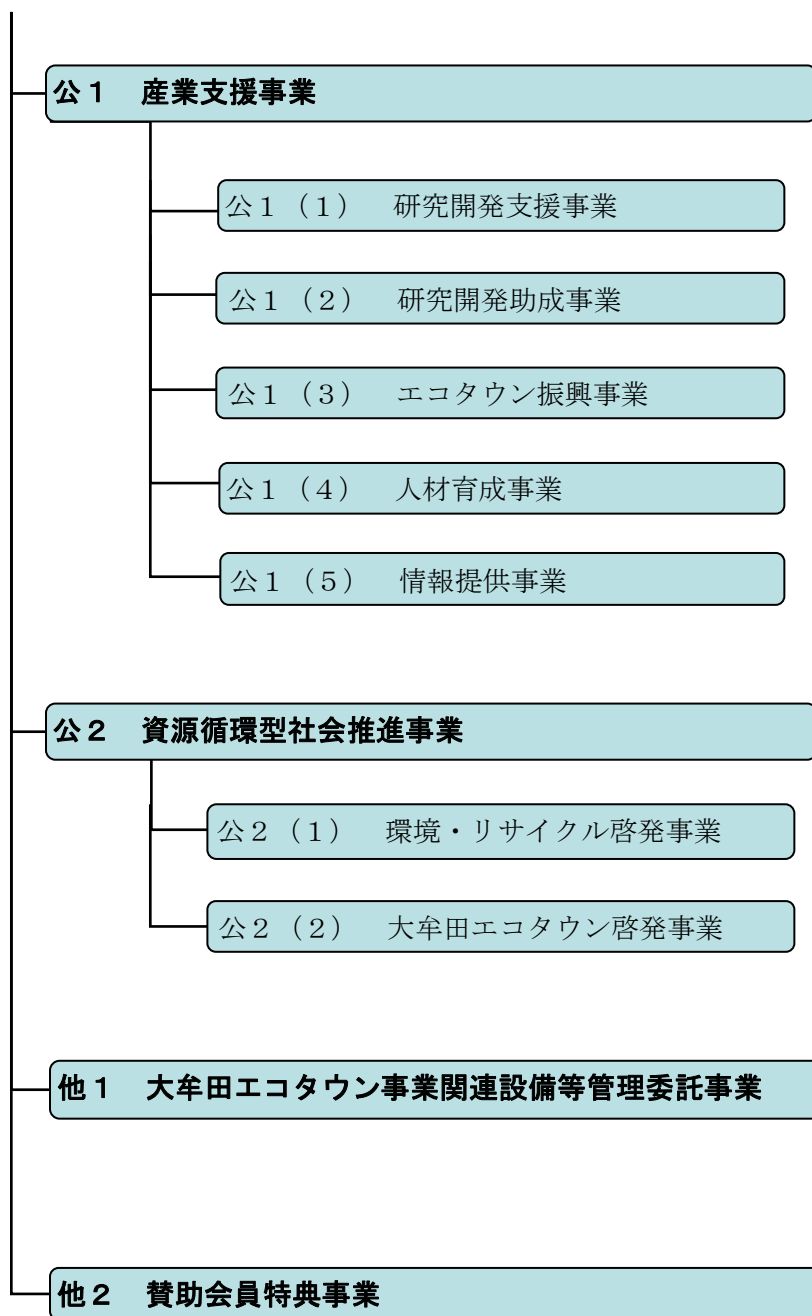 公１　産業支援事業
公１（１）　研究開発支援事業
公１（２）　研究開発助成事業
公１（３）　エコタウン振興事業
公１（４）　人材育成事業
公１（５）　情報提供事業
公２　資源循環型社会推進事業
公２（１）　環境・リサイクル啓発事業
公２（２）　大牟田エコタウン啓発事業
他１　大牟田エコタウン事業関連設備等管理委託事業
他２　賛助会員特典事業